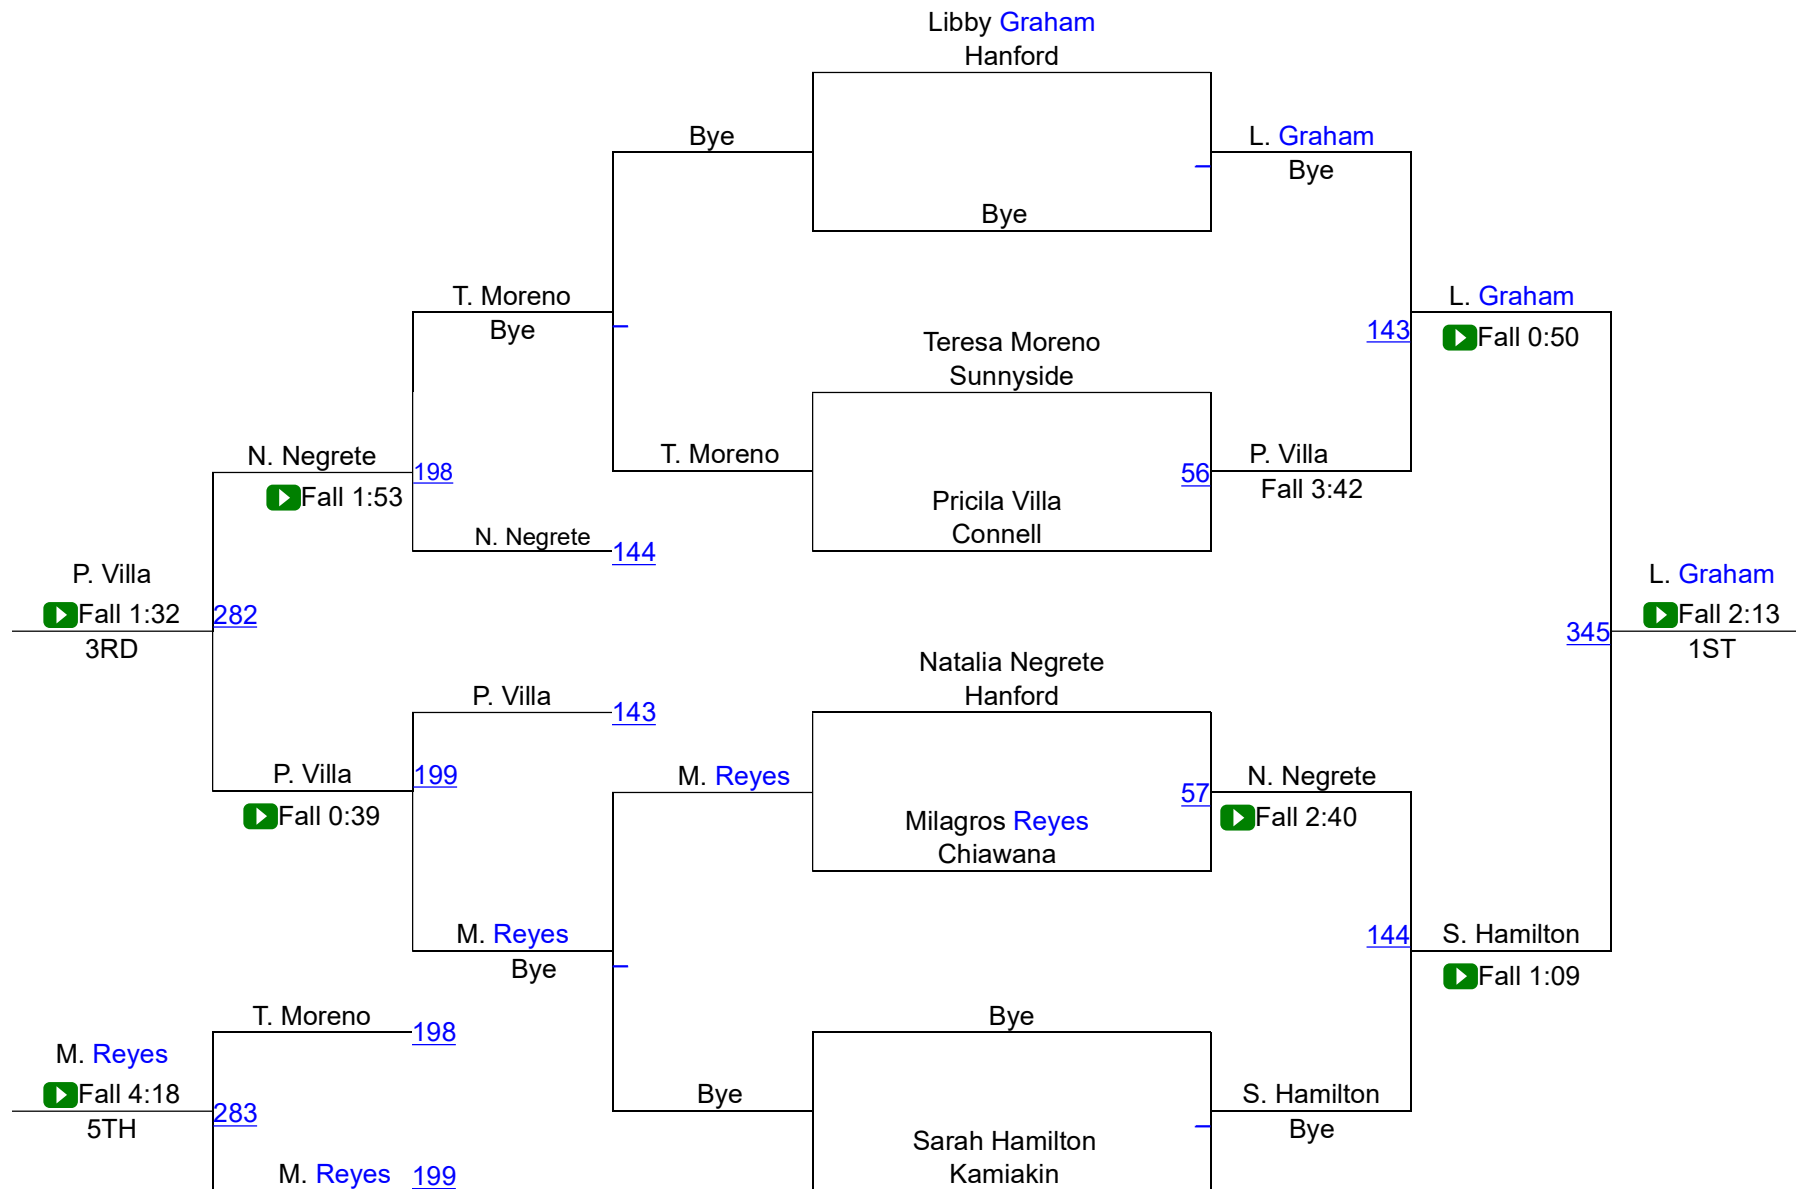 Libby Graham
Hanford
Bye
L. Graham
Bye
Bye
T. Moreno
Bye
L. Graham
143
Fall 0:50
Teresa Moreno
Sunnyside
N. Negrete
198
Fall 1:53
T. Moreno
56
P. Villa
Fall 3:42
Pricila Villa
Connell
N. Negrete
144
P. Villa
Fall 1:32
282
3RD
L. Graham
Fall 2:13
345
1ST
Natalia Negrete
Hanford
P. Villa
143
P. Villa
199
Fall 0:39
M. Reyes
57
N. Negrete
Fall 2:40
Milagros Reyes
Chiawana
M. Reyes
Bye
144
S. Hamilton
Fall 1:09
T. Moreno
198
Bye
M. Reyes
Fall 4:18
283
5TH
Bye
S. Hamilton
Bye
Sarah Hamilton
Kamiakin
M. Reyes
199